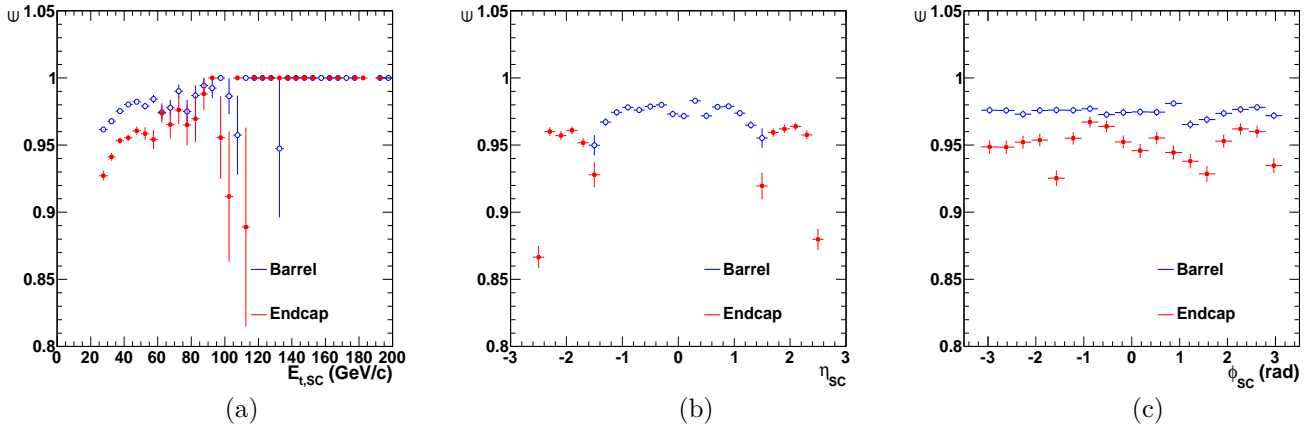 ∈ 1.05
1
0.95
0.9
0.85
0.8
Barrel
Endcap
0 20 40 60 80 100 120 140 160 180 200
E_t,SC (GeV/c)
(a)
∈ 1.05
1
0.95
0.9
0.85
0.8
Barrel
Endcap
-3 -2 -1 0 1 2 3
η_SC
(b)
∈ 1.05
1
0.95
0.9
0.85
0.8
Barrel
Endcap
-3 -2 -1 0 1 2 3
ϕ_SC (rad)
(c)